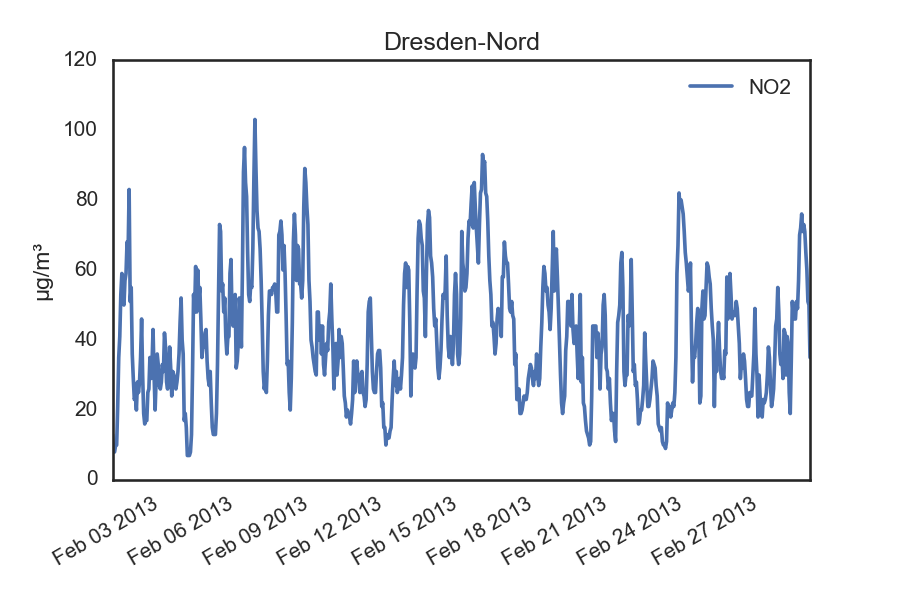 Dresden-Nord
120
100
80
60
40
20
0
µg/m³
NO2
Feb 03 2013
Feb 06 2013
Feb 09 2013
Feb 12 2013
Feb 15 2013
Feb 18 2013
Feb 21 2013
Feb 24 2013
Feb 27 2013